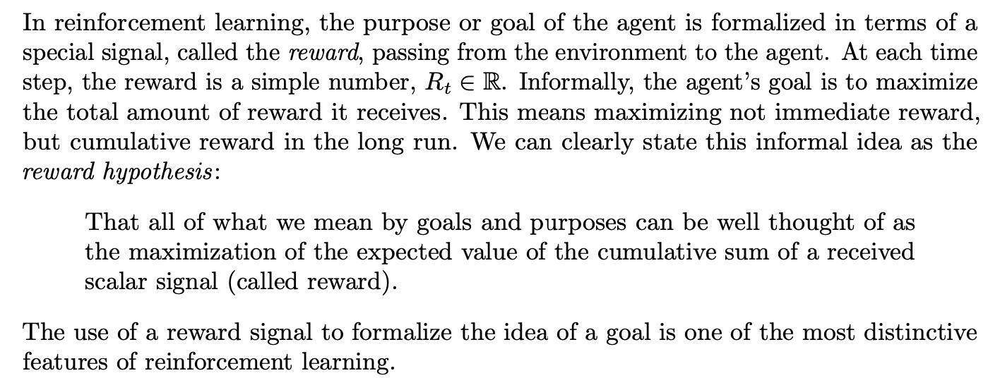 In reinforcement learning, the purpose or goal of the agent is formalized in terms of a
special signal, called the reward, passing from the environment to the agent. At each time
step, the reward is a simple number, Rₜ ∈ ℝ. Informally, the agent's goal is to maximize
the total amount of reward it receives. This means maximizing not immediate reward,
but cumulative reward in the long run. We can clearly state this informal idea as the
reward hypothesis:
That all of what we mean by goals and purposes can be well thought of as
the maximization of the expected value of the cumulative sum of a received
scalar signal (called reward).
The use of a reward signal to formalize the idea of a goal is one of the most distinctive
features of reinforcement learning.